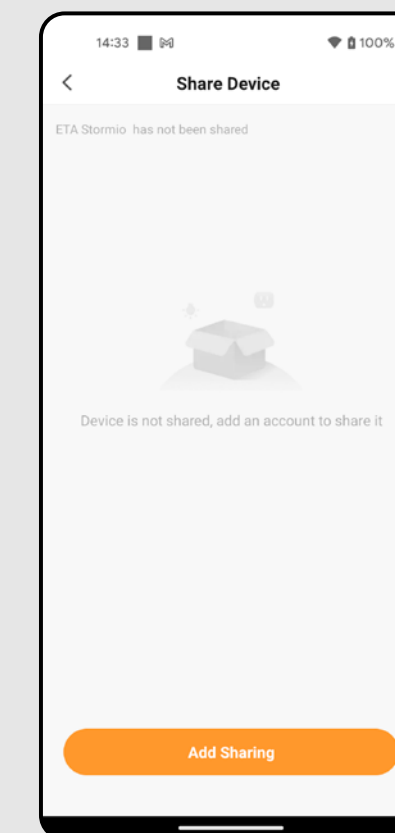 14:33 100%
Share Device
ETA Stormio has not been shared
Device is not shared, add an account to share it
Add Sharing